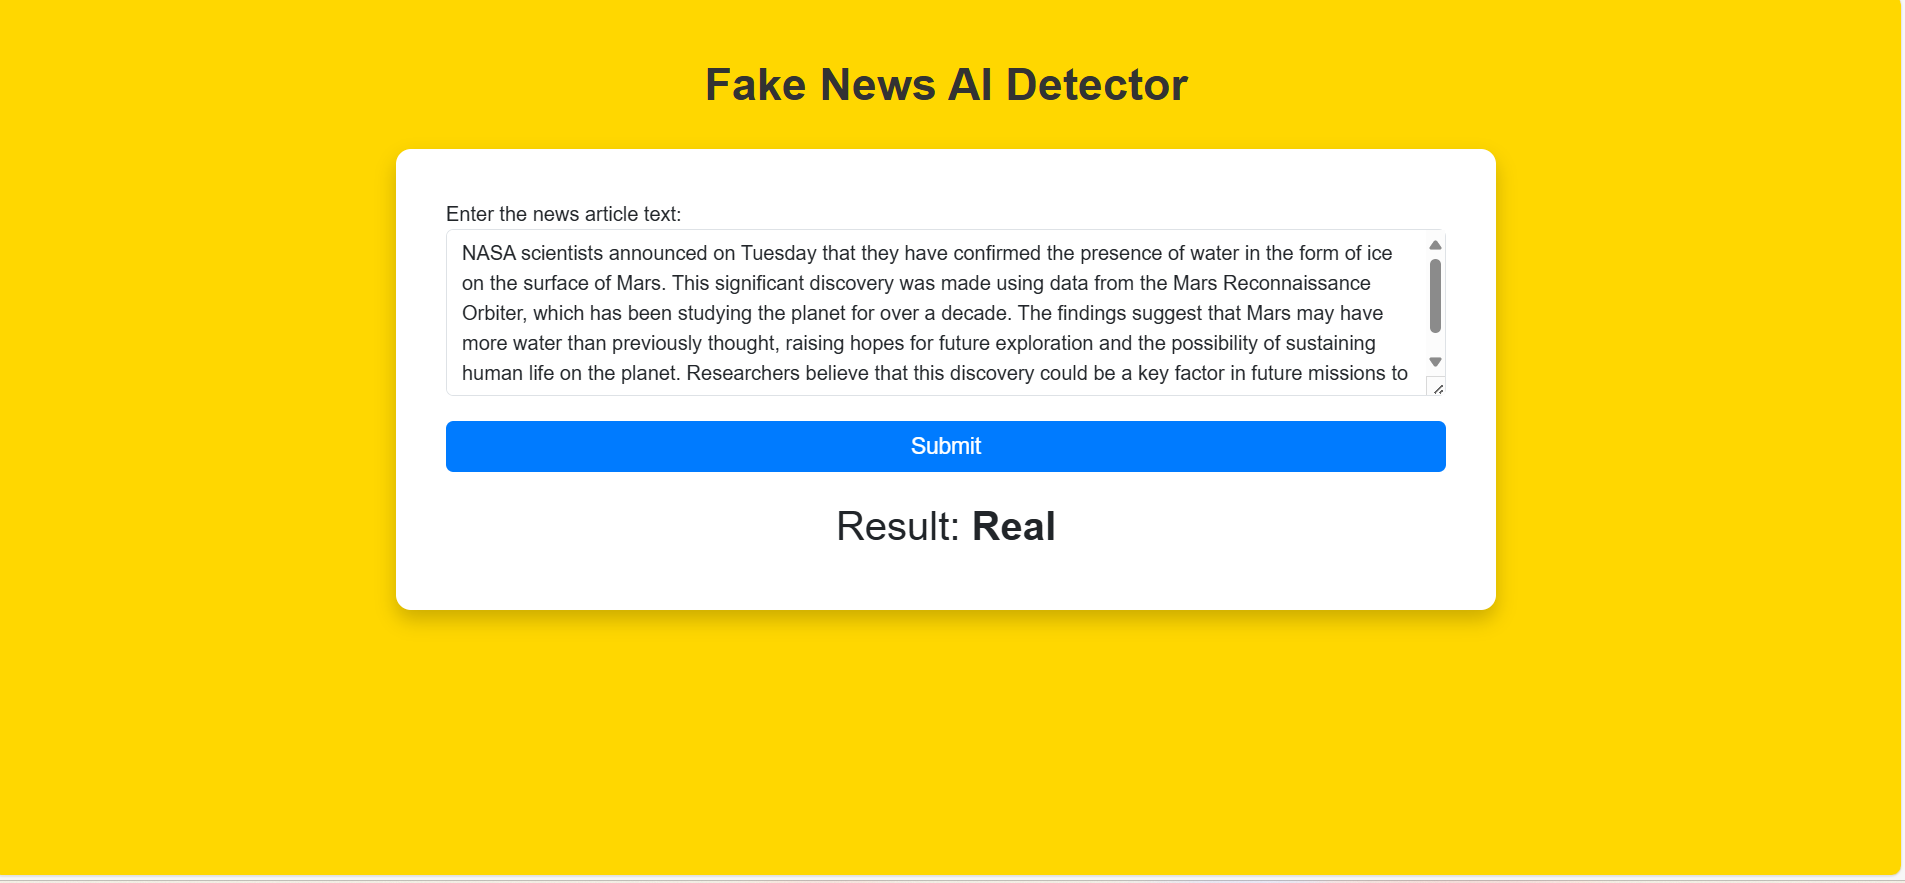 Fake News AI Detector
Enter the news article text:
NASA scientists announced on Tuesday that they have confirmed the presence of water in the form of ice
on the surface of Mars. This significant discovery was made using data from the Mars Reconnaissance
Orbiter, which has been studying the planet for over a decade. The findings suggest that Mars may have
more water than previously thought, raising hopes for future exploration and the possibility of sustaining
human life on the planet. Researchers believe that this discovery could be a key factor in future missions to
Submit
Result: Real